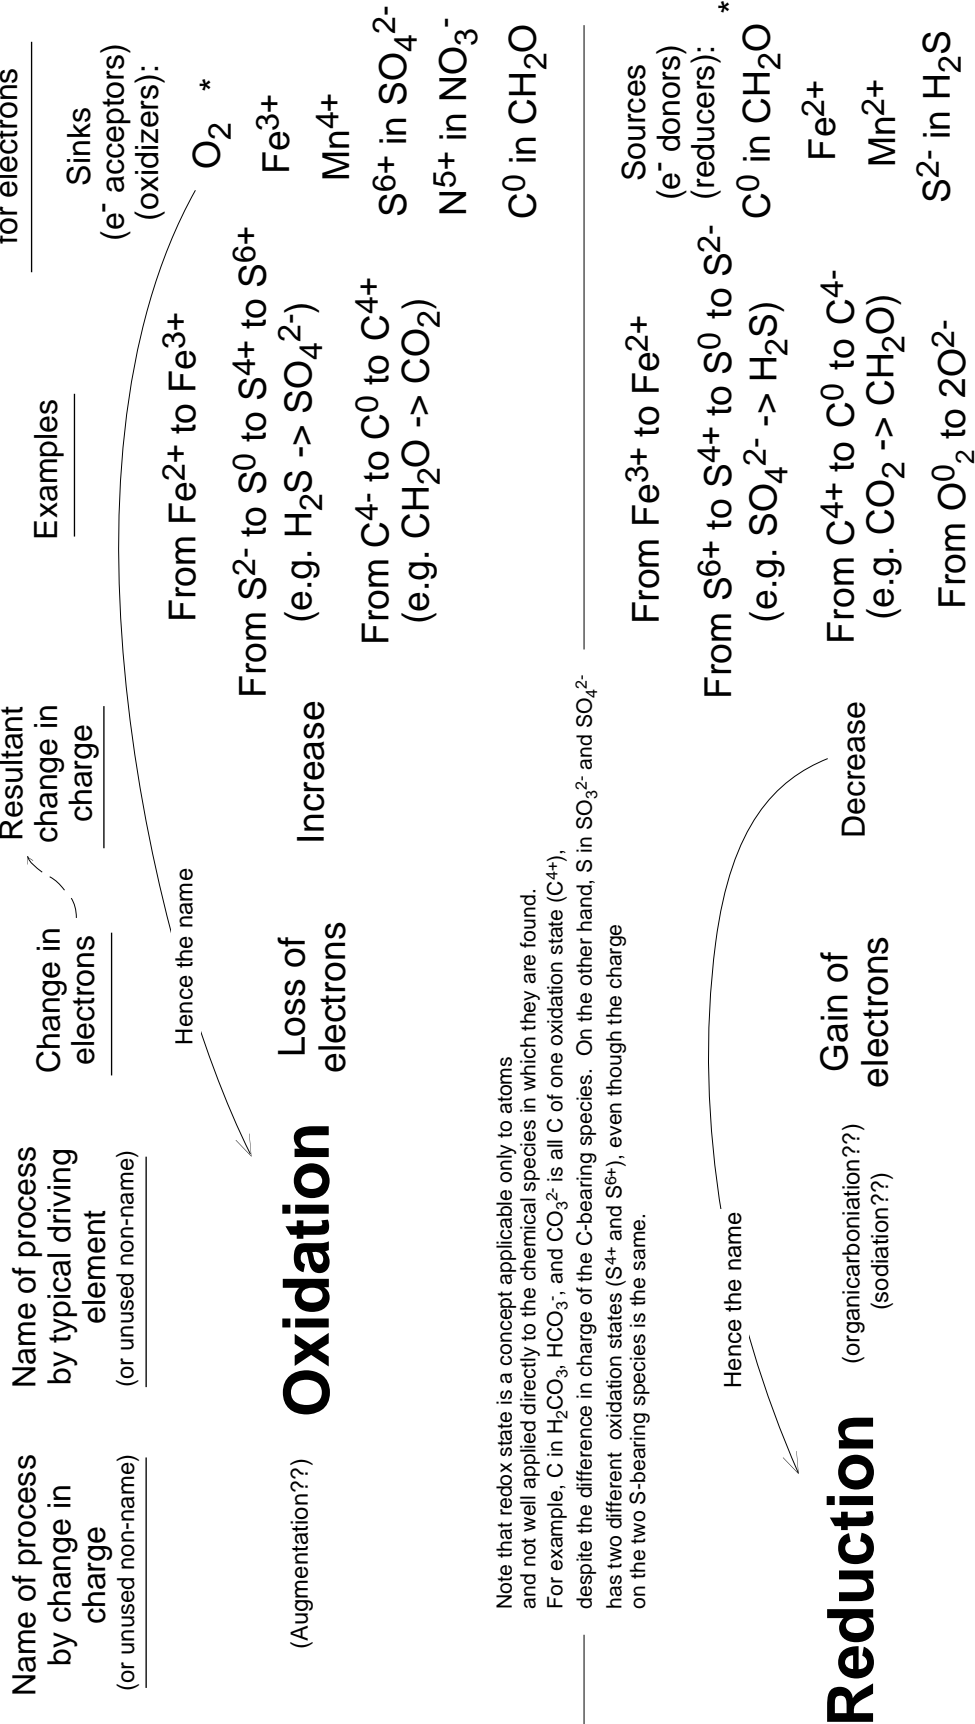 Name of process
by change in
charge
(or unused non-name)
Name of process
by typical driving
element
(or unused non-name)
Change in
electrons
Resultant
change in
charge
Examples
for electrons
Sinks
(e⁻ acceptors)
(oxidizers):
(Augmentation??)
Oxidation
Hence the name
Loss of
electrons
Increase
From Fe²⁺ to Fe³⁺
From S²⁻ to S⁰ to S⁴⁺ to S⁶⁺
(e.g. H₂S -> SO₄²⁻)
From C⁴⁻ to C⁰ to C⁴⁺
(e.g. CH₂O -> CO₂)
O₂ *
Fe³⁺
Mn⁴⁺
S⁶⁺ in SO₄²⁻
N⁵⁺ in NO₃⁻
C⁰ in CH₂O
Note that redox state is a concept applicable only to atoms
and not well applied directly to the chemical species in which they are found.
For example, C in H₂CO₃, HCO₃⁻, and CO₃²⁻ is all C of one oxidation state (C⁴⁺),
despite the difference in charge of the C-bearing species. On the other hand, S in SO₃²⁻ and SO₄²⁻
has two different oxidation states (S⁴⁺ and S⁶⁺), even though the charge
on the two S-bearing species is the same.
Reduction
Hence the name
(organicarboniation??)
(sodiation??)
Gain of
electrons
Decrease
From Fe³⁺ to Fe²⁺
From S⁶⁺ to S⁴⁺ to S⁰ to S²⁻
(e.g. SO₄²⁻ -> H₂S)
From C⁴⁺ to C⁰ to C⁴⁻
(e.g. CO₂ -> CH₂O)
From O⁰₂ to 2O²⁻
Sources
(e⁻ donors)
(reducers):
C⁰ in CH₂O *
Fe²⁺
Mn²⁺
S²⁻ in H₂S